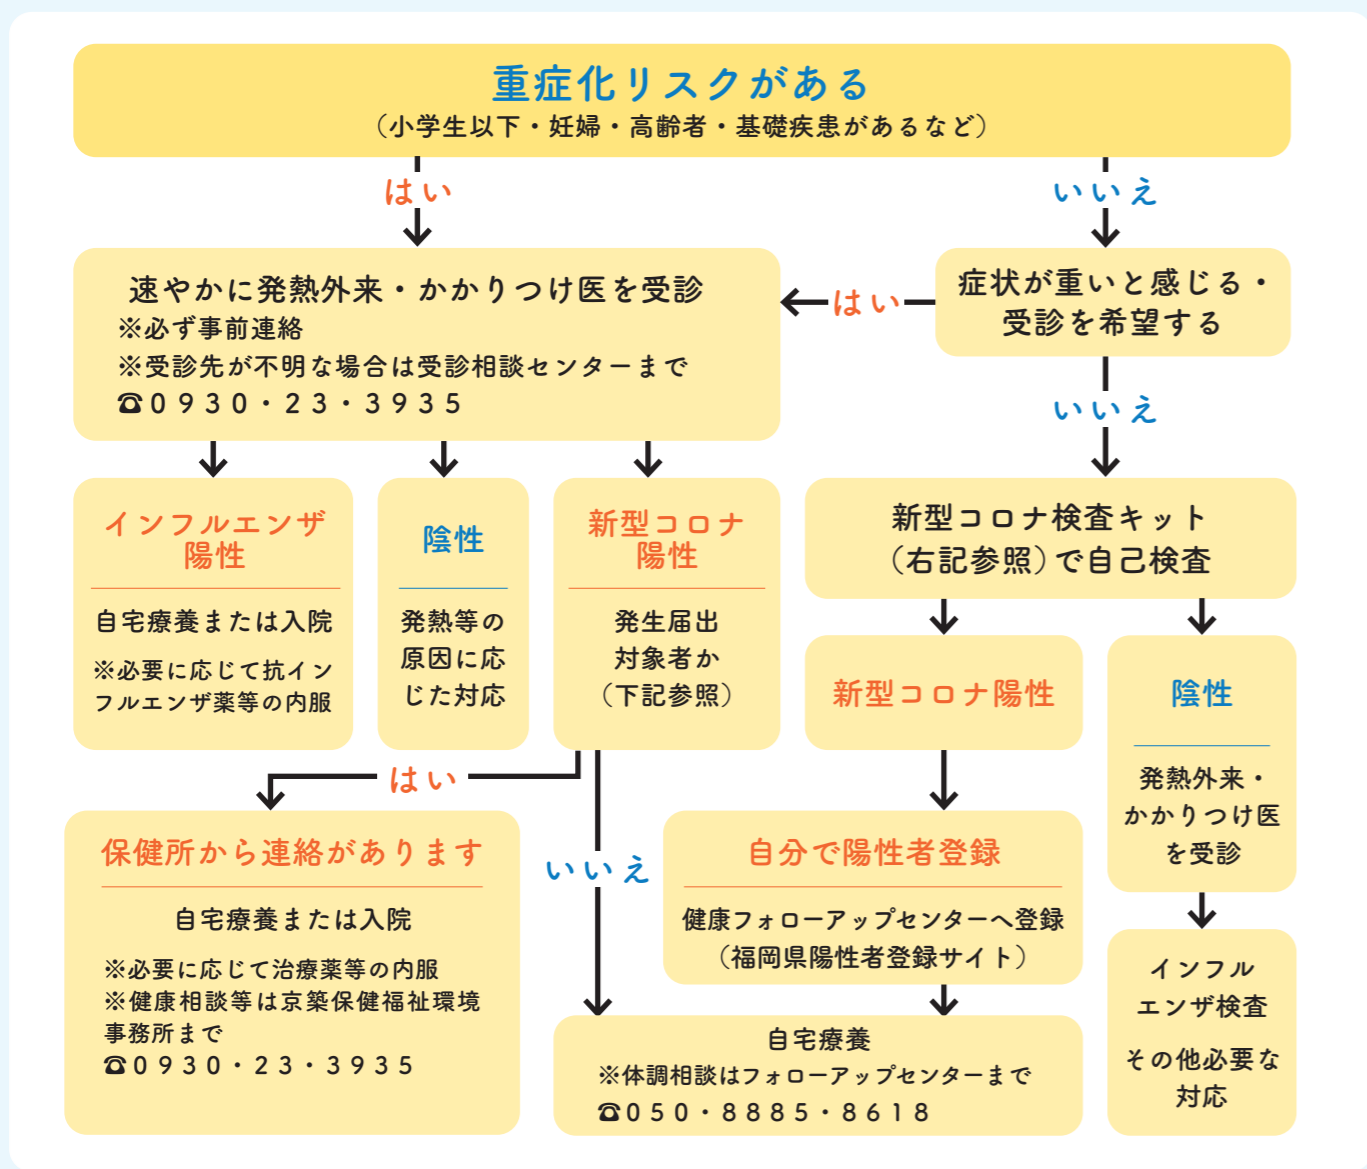 重症化リスクがある
（小学生以下・妊婦・高齢者・基礎疾患があるなど）
はい
いいえ
速やかに発熱外来・かかりつけ医を受診
※必ず事前連絡
※受診先が不明な場合は受診相談センターまで
☎0930・23・3935
はい
症状が重いと感じる・
受診を希望する
いいえ
インフルエンザ
陽性
自宅療養または入院
※必要に応じて抗イン
フルエンザ薬等の内服
陰性
発熱等の
原因に応
じた対応
新型コロナ
陽性
発生届出
対象者か
（下記参照）
新型コロナ検査キット
（右記参照）で自己検査
新型コロナ陽性
陰性
発熱外来・
かかりつけ医
を受診
はい
いいえ
保健所から連絡があります
自宅療養または入院
※必要に応じて治療薬等の内服
※健康相談等は京築保健福祉環境
事務所まで
☎0930・23・3935
自分で陽性者登録
健康フォローアップセンターへ登録
（福岡県陽性者登録サイト）
自宅療養
※体調相談はフォローアップセンターまで
☎050・8885・8618
インフル
エンザ検査
その他必要な
対応